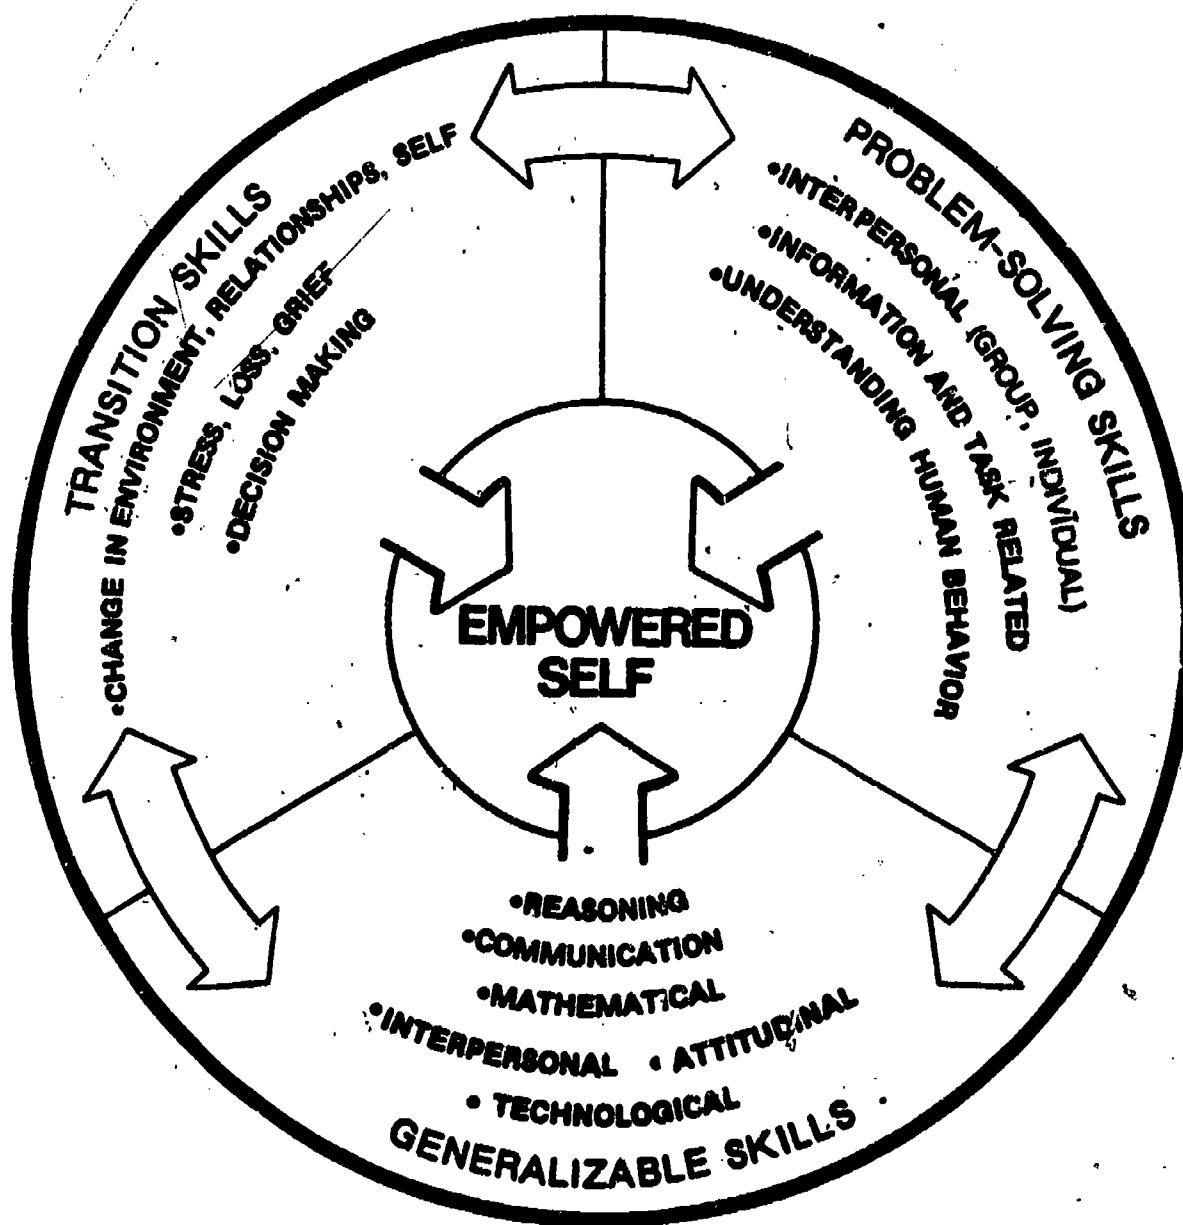 TRANSITION SKILLS
•CHANGE IN ENVIRONMENT, RELATIONSHIPS, SELF
•STRESS, LOSS, GRIEF
•DECISION MAKING
PROBLEM-SOLVING SKILLS
•INTERPERSONAL (GROUP, INDIVIDUAL)
•INFORMATION AND TASK RELATED
•UNDERSTANDING HUMAN BEHAVIOR
EMPOWERED
SELF
•REASONING
•COMMUNICATION
•MATHEMATICAL
•INTERPERSONAL • ATTITUDINAL
• TECHNOLOGICAL
GENERALIZABLE SKILLS